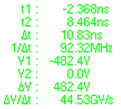 t1 : -2.368ns
t2 : 8.464ns
Δt : 10.83ns
1/Δt : 92.32MHz
V1 : -482.4V
V2 : 0.0V
ΔV : 482.4V
ΔV/Δt : 44.53GV/s